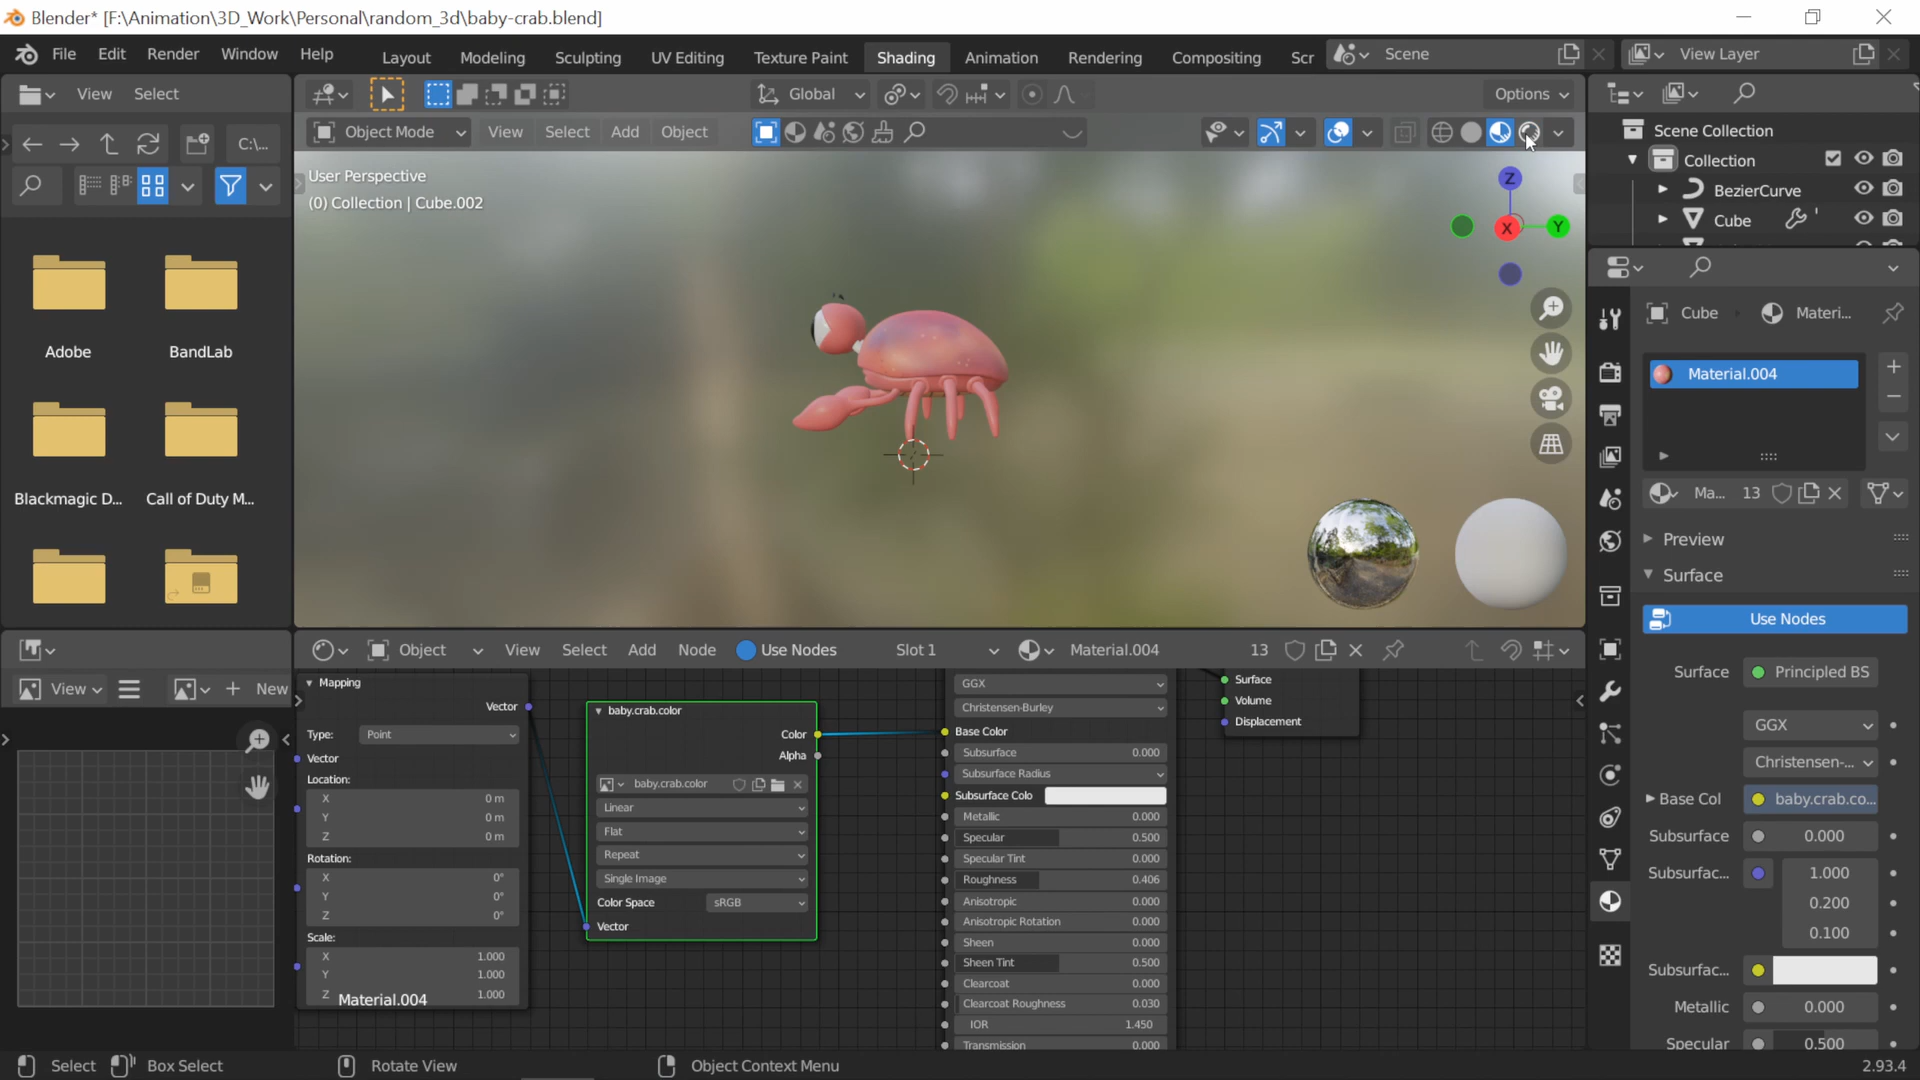 Blender* [F:\Animation\3D_Work\Personal\random_3d\baby-crab.blend]
File Edit Render Window Help Layout Modeling Sculpting UV Editing Texture Paint Shading Animation Rendering Compositing Scr Scene View Layer
View Select
Global
Options
C:\...
Object Mode View Select Add Object
User Perspective
(0) Collection | Cube.002
Z
X
Y
Adobe
BandLab
Blackmagic D...
Call of Duty M...
Scene Collection
Collection
BezierCurve
Cube
Cube Materi...
Material.004
Ma... 13
Preview
Surface
Use Nodes
Surface Principled BS
GGX
Christensen-...
Base Col baby.crab.co...
Subsurface 0.000
Subsurfac... 1.000
0.200
0.100
Subsurfac...
Metallic 0.000
Specular 0.500
View New
Object View Select Add Node Use Nodes Slot 1 Material.004 13
Mapping
Vector
Type: Point
Vector
Location:
X 0 m
Y 0 m
Z 0 m
Rotation:
X 0°
Y 0°
Z 0°
Scale:
X 1.000
Y 1.000
Z 1.000
Material.004
baby.crab.color
Color
Alpha
baby.crab.color
Linear
Flat
Repeat
Single Image
Color Space sRGB
Vector
GGX
Christensen-Burley
Base Color
Subsurface 0.000
Subsurface Radius
Subsurface Colo
Metallic 0.000
Specular 0.500
Specular Tint 0.000
Roughness 0.406
Anisotropic 0.000
Anisotropic Rotation 0.000
Sheen 0.000
Sheen Tint 0.500
Clearcoat 0.000
Clearcoat Roughness 0.030
IOR 1.450
Transmission 0.000
Surface
Volume
Displacement
Select Box Select Rotate View Object Context Menu 2.93.4